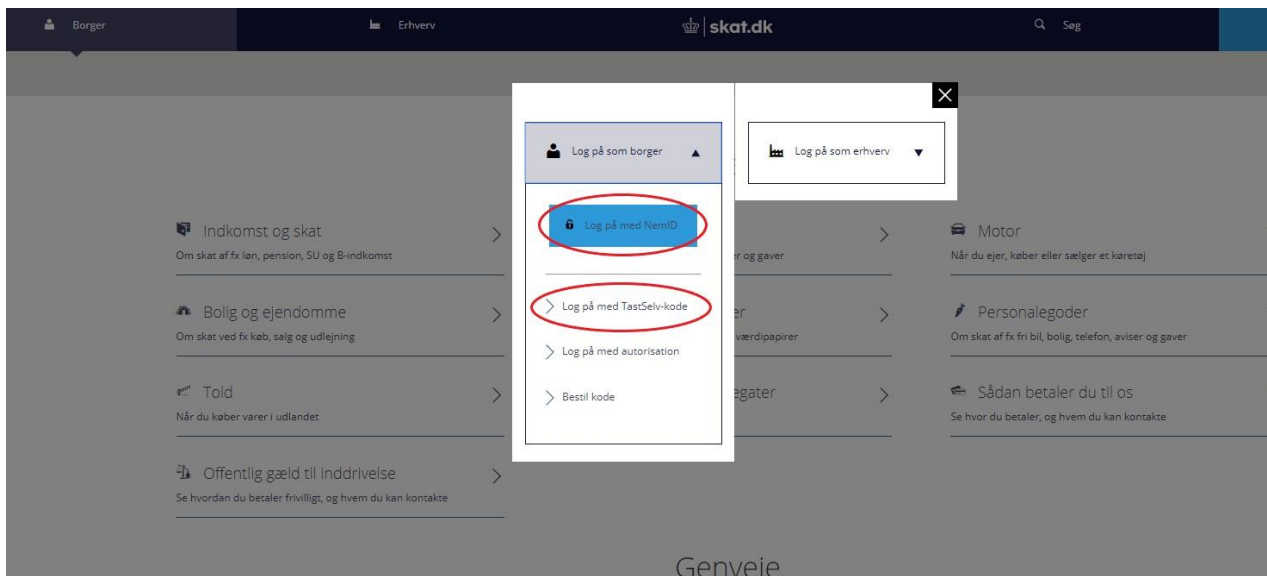 Borger
Erhverv
skat.dk
Søg
Log på som borger
Log på som erhverv
Log på med NemID
Log på med TastSelv-kode
Log på med autorisation
Bestil kode
Indkomst og skat
Om skat af fx løn, pension, SU og B-indkomst
og gaver
Motor
Når du ejer, køber eller sælger et køretøj
Bolig og ejendomme
Om skat ved fx køb, salg og udlejning
værdipapirer
Personalegoder
Om skat af fx fri bil, bolig, telefon, aviser og gaver
Told
Når du køber varer i udlandet
Sådan betaler du til os
Se hvor du betaler, og hvem du kan kontakte
Offentlig gæld til inddrivelse
Se hvordan du betaler frivilligt, og hvem du kan kontakte
Genveje